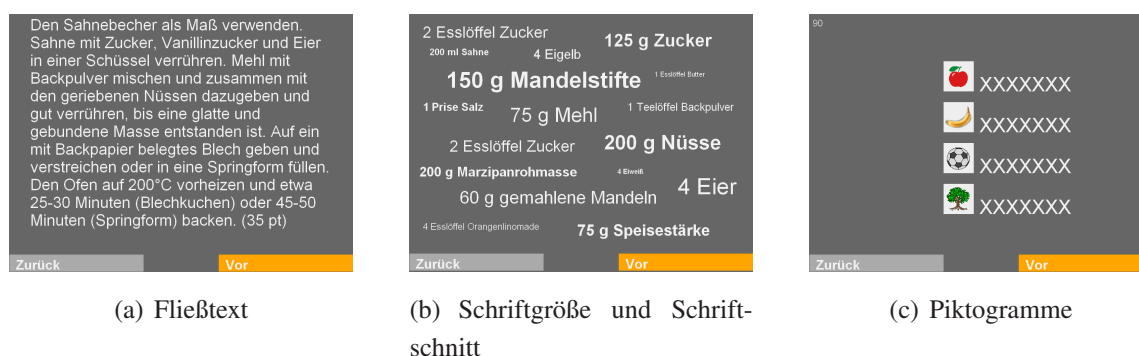 Den Sahnebecher als Maß verwenden.
Sahne mit Zucker, Vanillinzucker und Eier
in einer Schüssel verrühren. Mehl mit
Backpulver mischen und zusammen mit
den geriebenen Nüssen dazugeben und
gut verrühren, bis eine glatte und
gebundene Masse entstanden ist. Auf ein
mit Backpapier belegtes Blech geben und
verstreichen oder in eine Springform füllen.
Den Ofen auf 200°C vorheizen und etwa
25-30 Minuten (Blechkuchen) oder 45-50
Minuten (Springform) backen. (35 pt)
Zurück Vor
(a) Fließtext
2 Esslöffel Zucker
125 g Zucker
200 ml Sahne
4 Eigelb
150 g Mandelstifte
1 Esslöffel Butter
1 Prise Salz
75 g Mehl
1 Teelöffel Backpulver
2 Esslöffel Zucker
200 g Nüsse
200 g Marzipanrohmasse
4 Eiweiß
4 Eier
60 g gemahlene Mandeln
4 Esslöffel Orangenlinomade
75 g Speisestärke
Zurück Vor
(b) Schriftgröße und Schrift-
schnitt
90
XXXXXXX
XXXXXXX
XXXXXXX
XXXXXXX
Zurück Vor
(c) Piktogramme